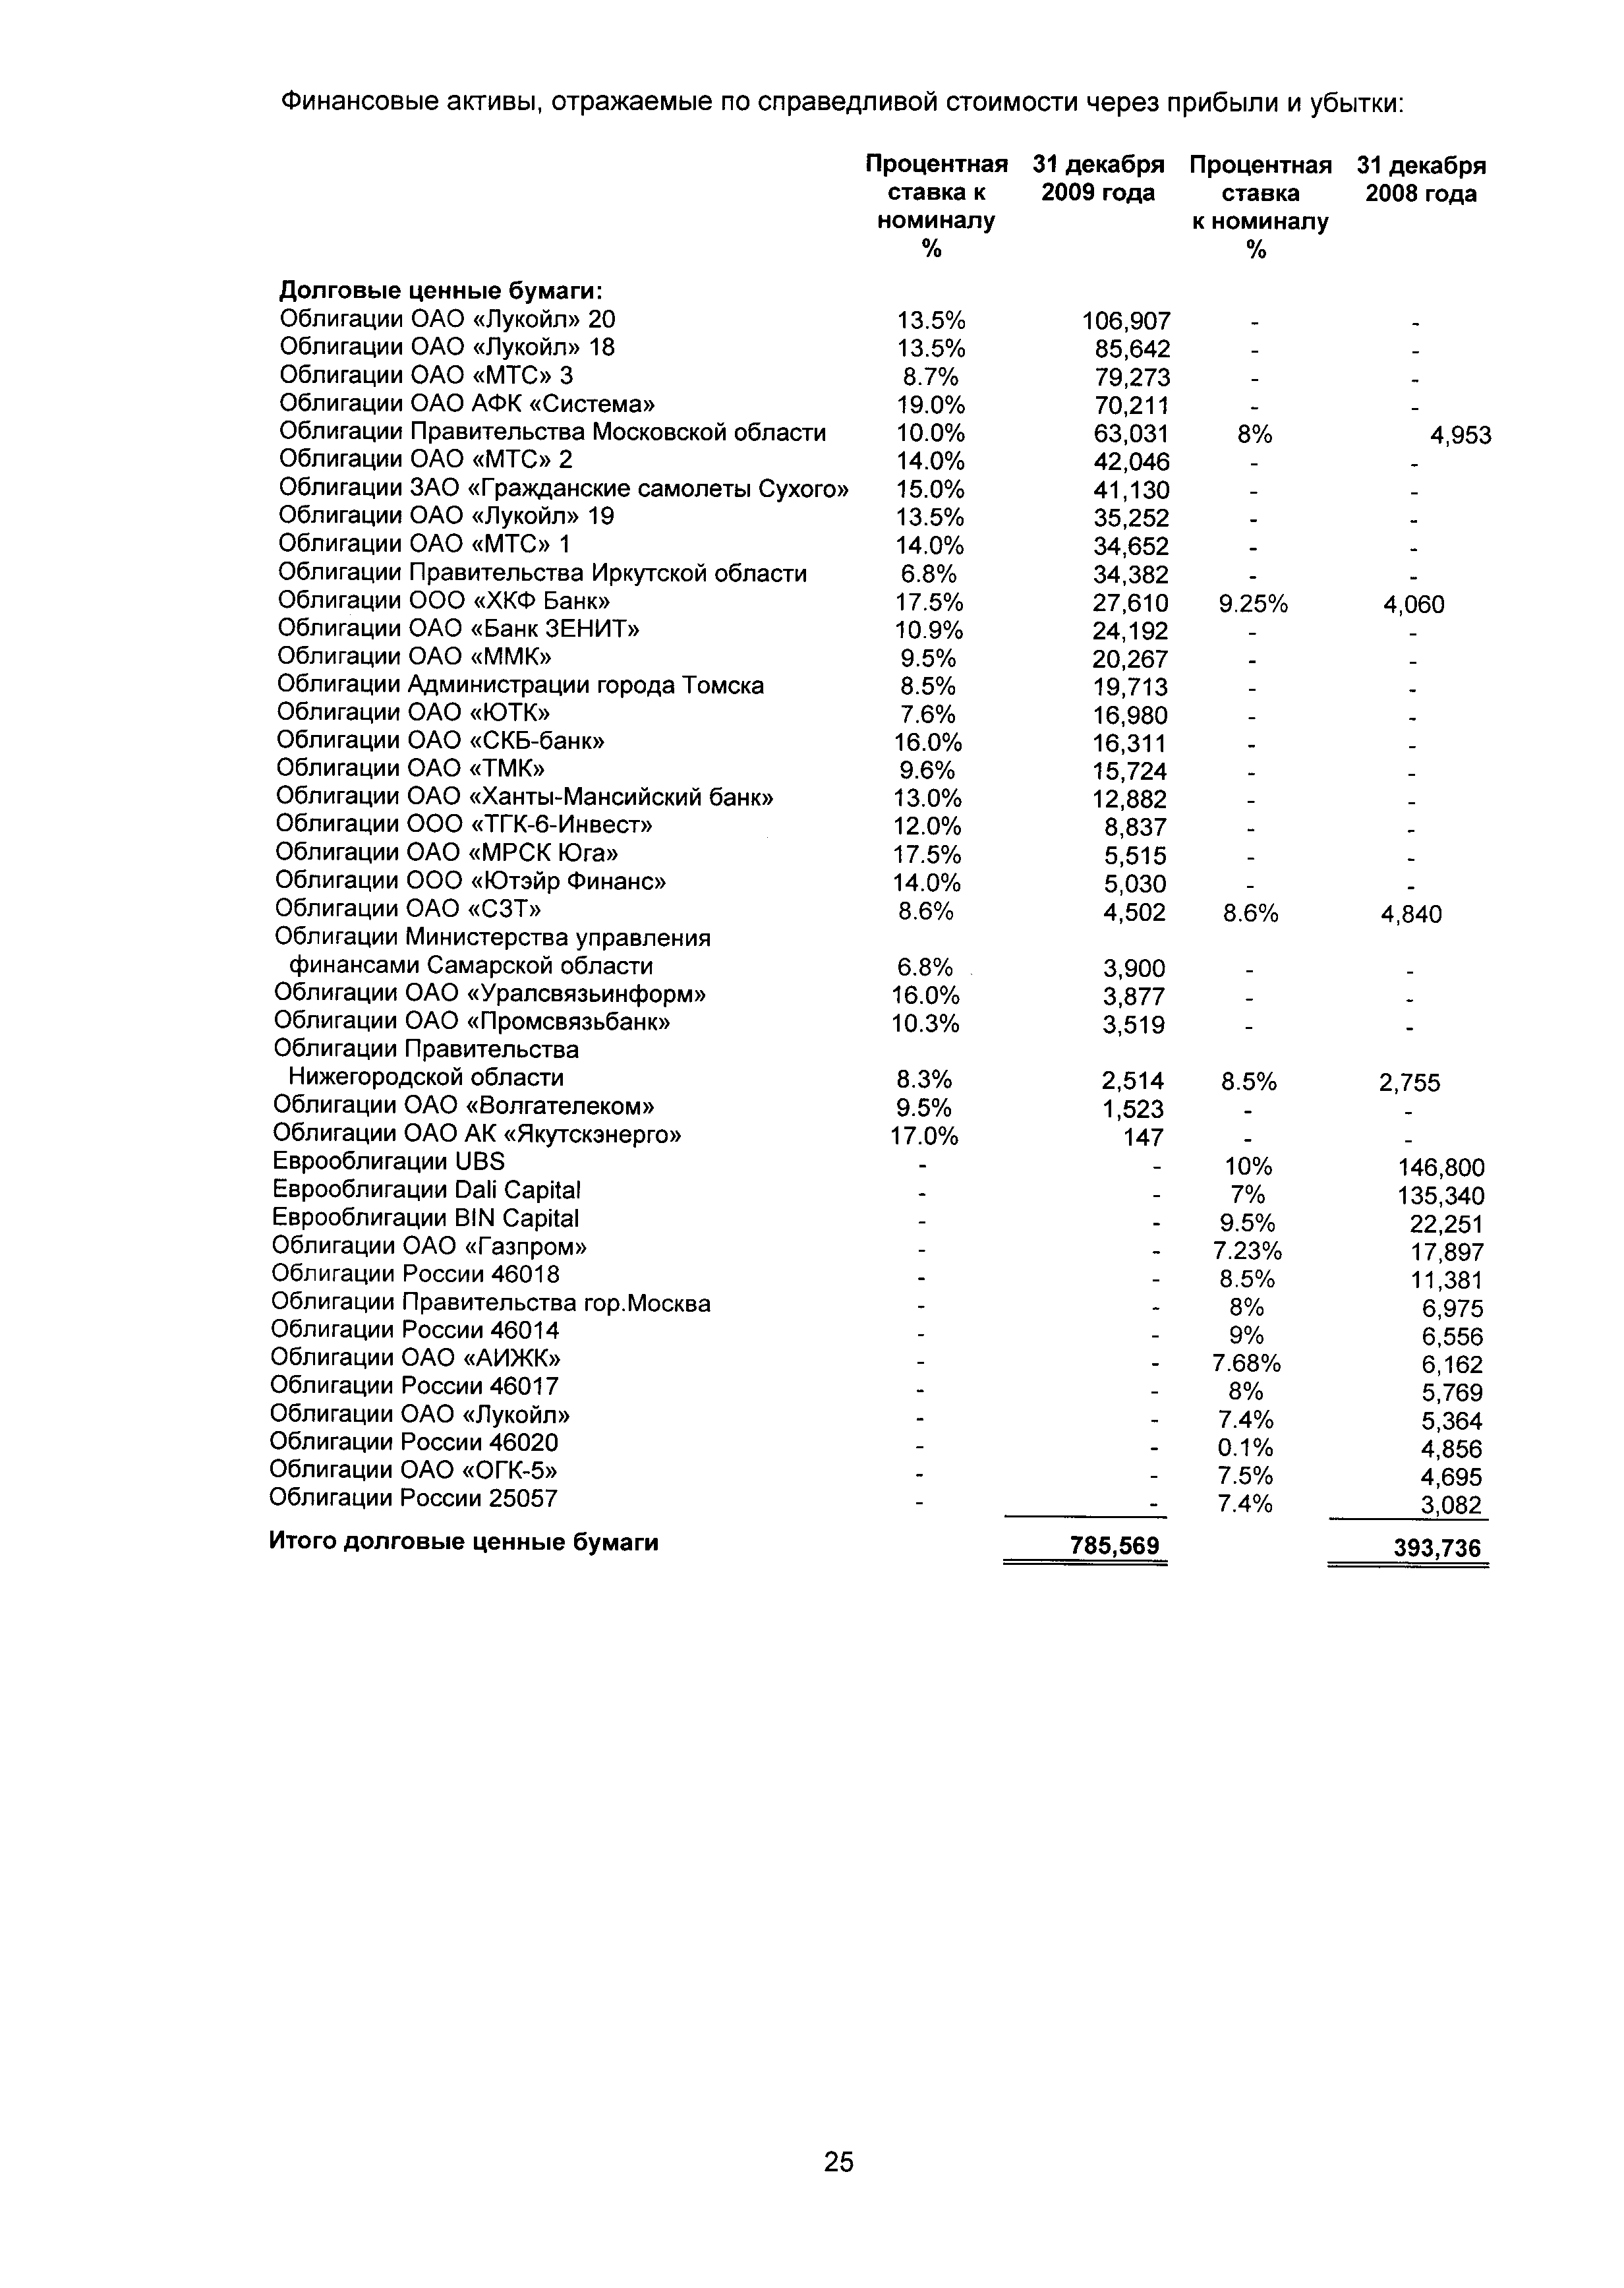 Финансовые активы, отражаемые по справедливой стоимости через прибыли и убытки:
Процентная 31 декабря Процентная 31 декабря
ставка к 2009 года ставка 2008 года
номиналу к номиналу
% %
Долговые ценные бумаги:
Облигации ОАО «Лукойл» 20 13.5% 106,907 - -
Облигации ОАО «Лукойл» 18 13.5% 85,642 - -
Облигации ОАО «МТС» 3 8.7% 79,273 - -
Облигации ОАО АФК «Система» 19.0% 70,211 - -
Облигации Правительства Московской области 10.0% 63,031 8% 4,953
Облигации ОАО «МТС» 2 14.0% 42,046 - -
Облигации ЗАО «Гражданские самолеты Сухого» 15.0% 41,130 - -
Облигации ОАО «Лукойл» 19 13.5% 35,252 - -
Облигации ОАО «МТС» 1 14.0% 34,652 - -
Облигации Правительства Иркутской области 6.8% 34,382 - -
Облигации ООО «ХКФ Банк» 17.5% 27,610 9.25% 4,060
Облигации ОАО «Банк ЗЕНИТ» 10.9% 24,192 - -
Облигации ОАО «ММК» 9.5% 20,267 - -
Облигации Администрации города Томска 8.5% 19,713 - -
Облигации ОАО «ЮТК» 7.6% 16,980 - -
Облигации ОАО «СКБ-банк» 16.0% 16,311 - -
Облигации ОАО «ТМК» 9.6% 15,724 - -
Облигации ОАО «Ханты-Мансийский банк» 13.0% 12,882 - -
Облигации ООО «ТГК-6-Инвест» 12.0% 8,837 - -
Облигации ОАО «МРСК Юга» 17.5% 5,515 - -
Облигации ООО «Ютэйр Финанс» 14.0% 5,030 - -
Облигации ОАО «СЗТ» 8.6% 4,502 8.6% 4,840
Облигации Министерства управления
финансами Самарской области 6.8% 3,900 - -
Облигации ОАО «Уралсвязьинформ» 16.0% 3,877 - -
Облигации ОАО «Промсвязьбанк» 10.3% 3,519 - -
Облигации Правительства
Нижегородской области 8.3% 2,514 8.5% 2,755
Облигации ОАО «Волгателеком» 9.5% 1,523 - -
Облигации ОАО АК «Якутскэнерго» 17.0% 147 - -
Еврооблигации UBS - - 10% 146,800
Еврооблигации Dali Capital - - 7% 135,340
Еврооблигации BIN Capital - - 9.5% 22,251
Облигации ОАО «Газпром» - - 7.23% 17,897
Облигации России 46018 - - 8.5% 11,381
Облигации Правительства гор.Москва - - 8% 6,975
Облигации России 46014 - - 9% 6,556
Облигации ОАО «АИЖК» - - 7.68% 6,162
Облигации России 46017 - - 8% 5,769
Облигации ОАО «Лукойл» - - 7.4% 5,364
Облигации России 46020 - - 0.1% 4,856
Облигации ОАО «ОГК-5» - - 7.5% 4,695
Облигации России 25057 - - 7.4% 3,082
Итого долговые ценные бумаги 785,569 393,736
25